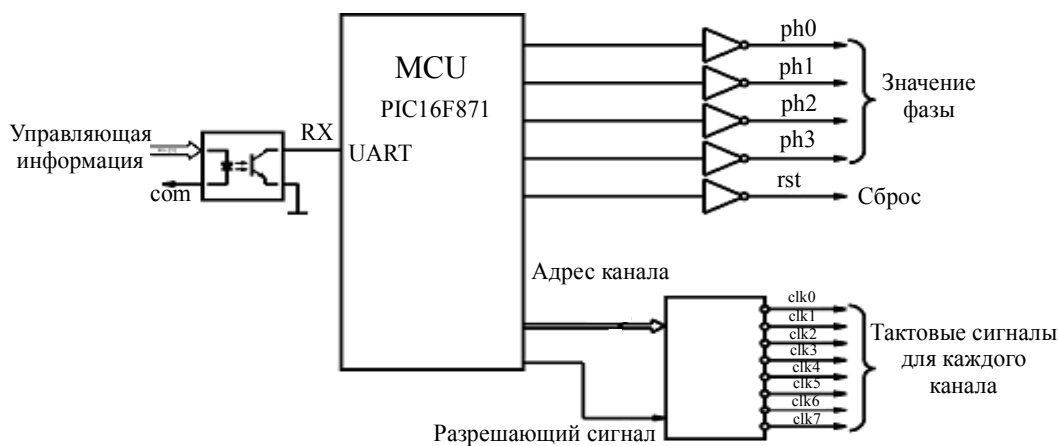 MCU
PIC16F871
UART
Управляющая
информация
com
RX
ph0
ph1
ph2
ph3
rst
Значение
фазы
Сброс
Адрес канала
Разрешающий сигнал
clk0
clk1
clk2
clk3
clk4
clk5
clk6
clk7
Тактовые сигналы
для каждого
канала